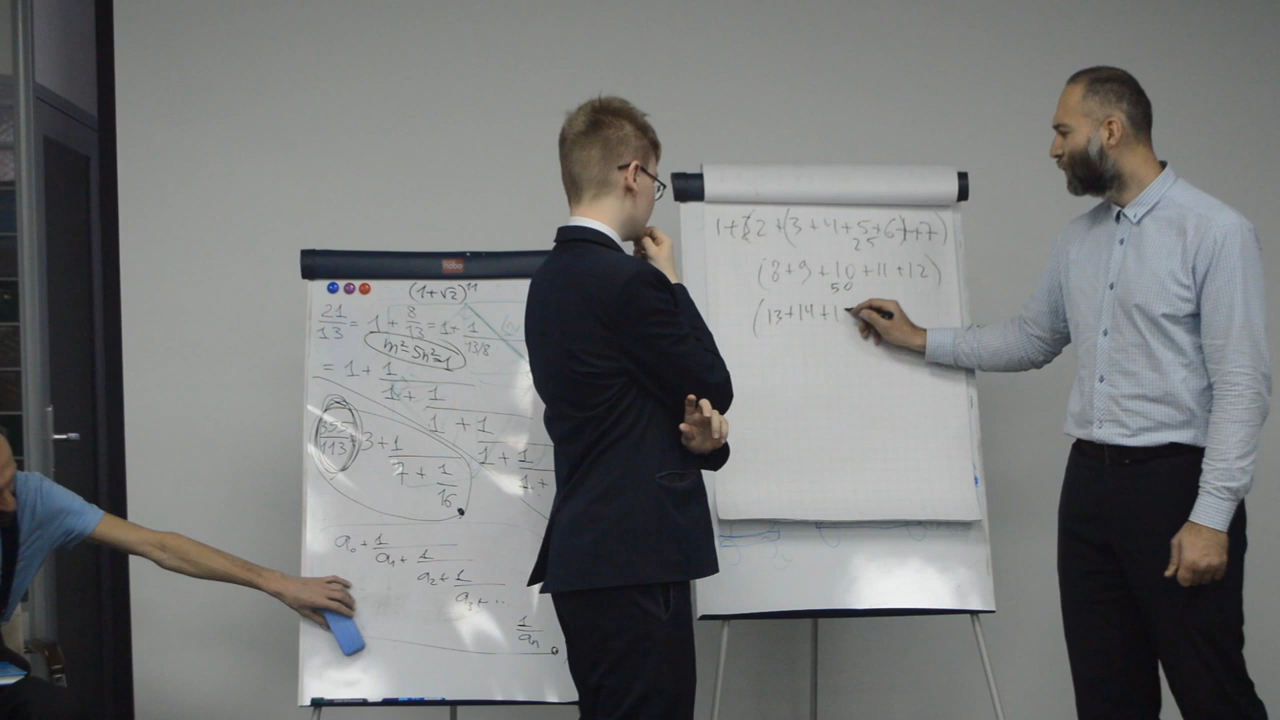 (1+√2)¹¹
21/13 = 1 + 8/13 = 1 + 1/(13/8)
m²-5n²=1
= 1 + 1
1 + 1
1 + 1
1 + 1
1 +
355/113
3 + 1
7 + 1
16
a₀ + 1
a₁ + 1
a₂ + 1
a₃ + ..
1
aₙ
1+2+(3+4+5+6+7)
25
(8+9+10+11+12)
50
(13+14+1